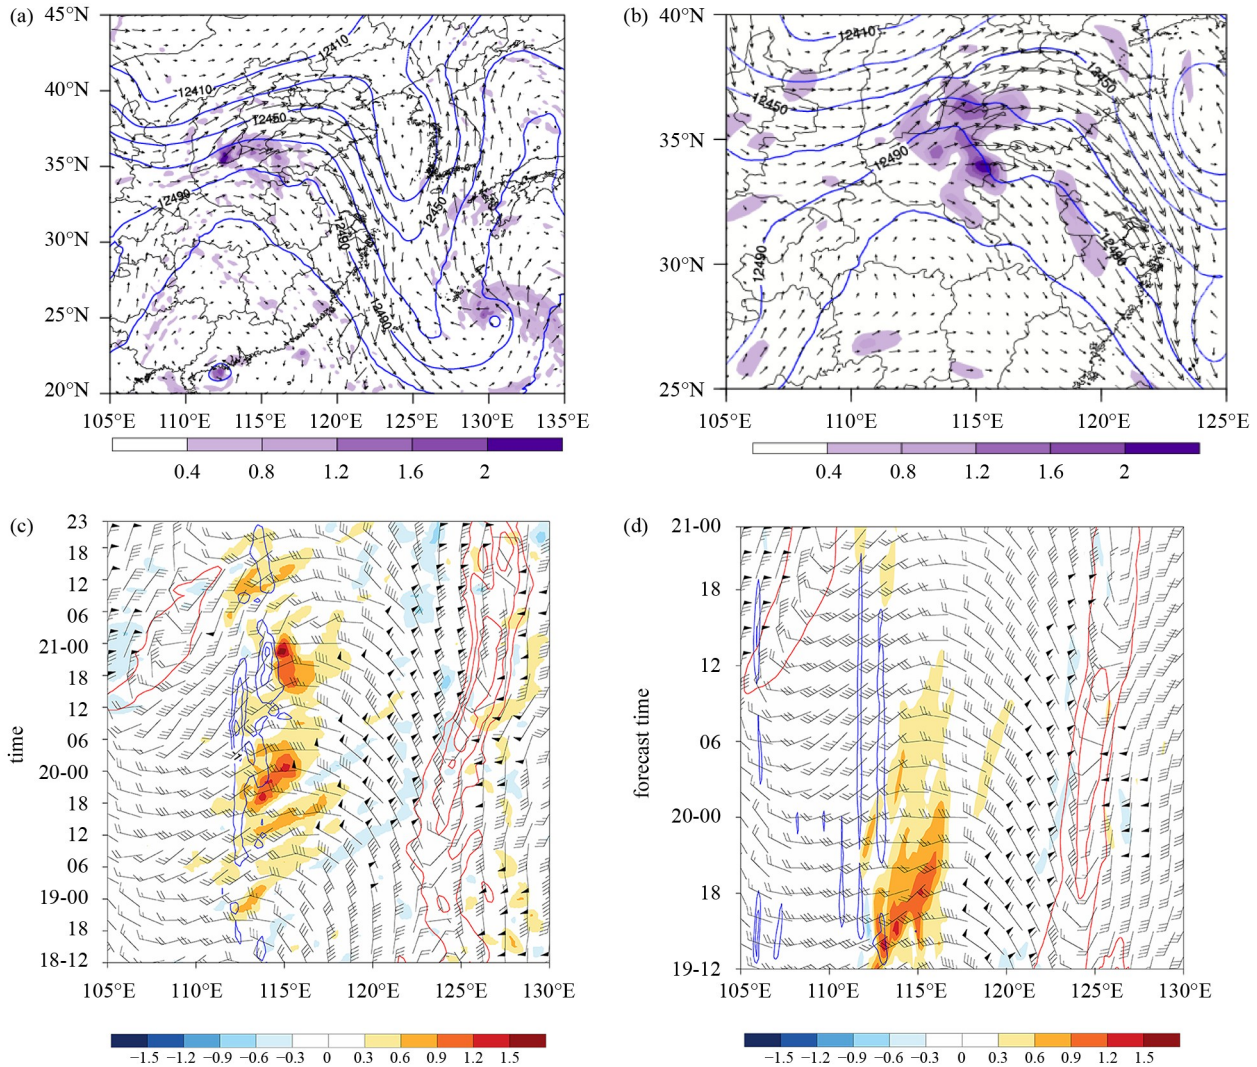 (a)
45°N
40°N
35°N
30°N
25°N
20°N
105°E 110°E 115°E 120°E 125°E 130°E 135°E
12410
12410
12450
12490
12490
12450
12490
0.4 0.8 1.2 1.6 2
(b)
40°N
35°N
30°N
25°N
105°E 110°E 115°E 120°E 125°E
12410
12450
12450
12490
12490
12490
0.4 0.8 1.2 1.6 2
(c)
time
23
18
12
06
21-00
18
12
06
20-00
18
12
06
19-00
18
18-12
105°E 110°E 115°E 120°E 125°E 130°E
−1.5 −1.2 −0.9 −0.6 −0.3 0 0.3 0.6 0.9 1.2 1.5
(d)
forecast time
21-00
18
12
06
20-00
18
19-12
105°E 110°E 115°E 120°E 125°E 130°E
−1.5 −1.2 −0.9 −0.6 −0.3 0 0.3 0.6 0.9 1.2 1.5